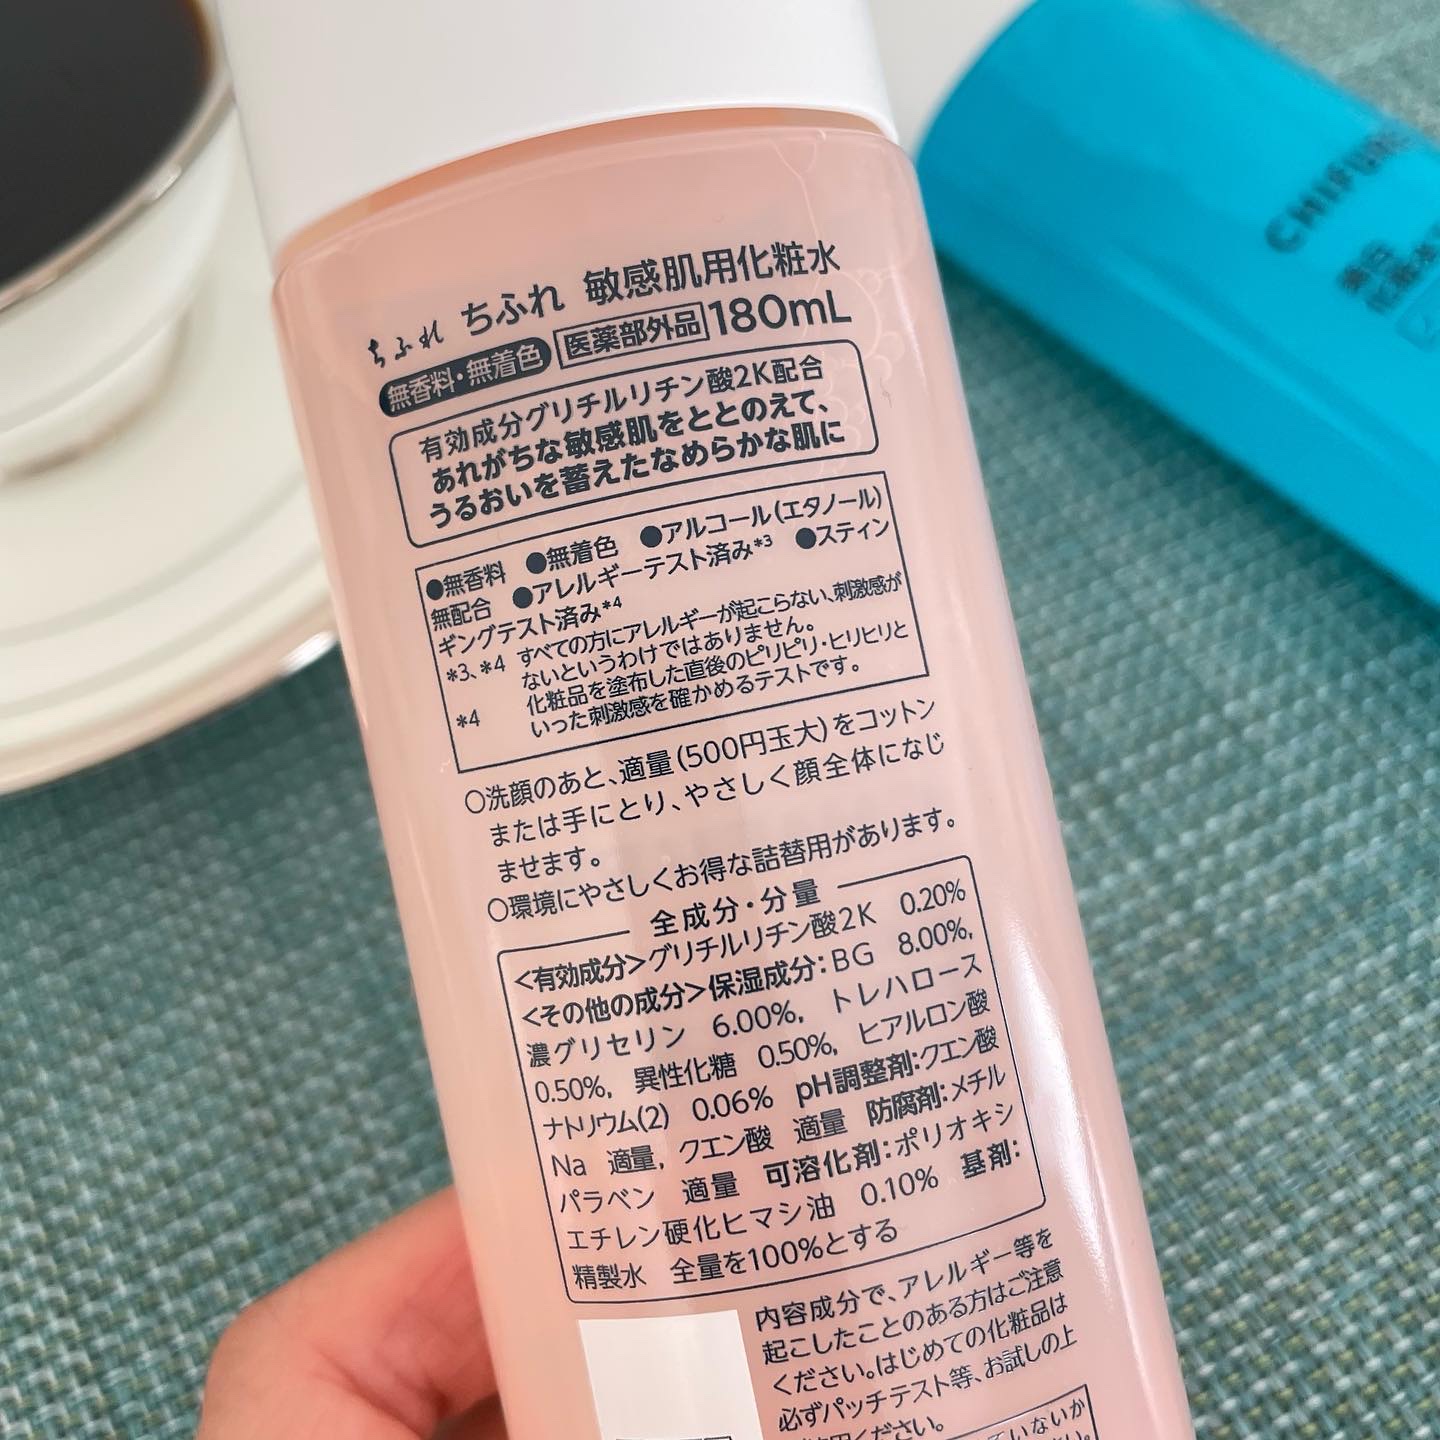 ちふれ ちふれ 敏感肌用化粧水
無香料・無着色 医薬部外品 180mL
有効成分グリチルリチン酸2K配合
あれがちな敏感肌をととのえて、
うるおいを蓄えたなめらかな肌に
●無香料 ●無着色 ●アルコール(エタノール)
無配合 ●アレルギーテスト済み*3 ●スティン
ギングテスト済み*4
*3、*4 すべての方にアレルギーが起こらない、刺激感が
ないというわけではありません。
*4 化粧品を塗布した直後のピリピリ・ヒリヒリと
いった刺激感を確かめるテストです。
○洗顔のあと、適量(500円玉大)をコットン
または手にとり、やさしく顔全体になじ
ませます。
○環境にやさしくお得な詰替用があります。
全成分・分量
<有効成分>グリチルリチン酸2K 0.20%
<その他の成分>保湿成分:BG 8.00%,
濃グリセリン 6.00%, トレハロース
0.50%, 異性化糖 0.50%, ヒアルロン酸
ナトリウム(2) 0.06% pH調整剤:クエン酸
Na 適量, クエン酸 適量 防腐剤:メチル
パラベン 適量 可溶化剤:ポリオキシ
エチレン硬化ヒマシ油 0.10% 基剤:
精製水 全量を100%とする
内容成分で、アレルギー等を
起こしたことのある方はご注意
ください。はじめての化粧品は
必ずパッチテスト等、お試しの上
ください。
ていないか
CHIFURE